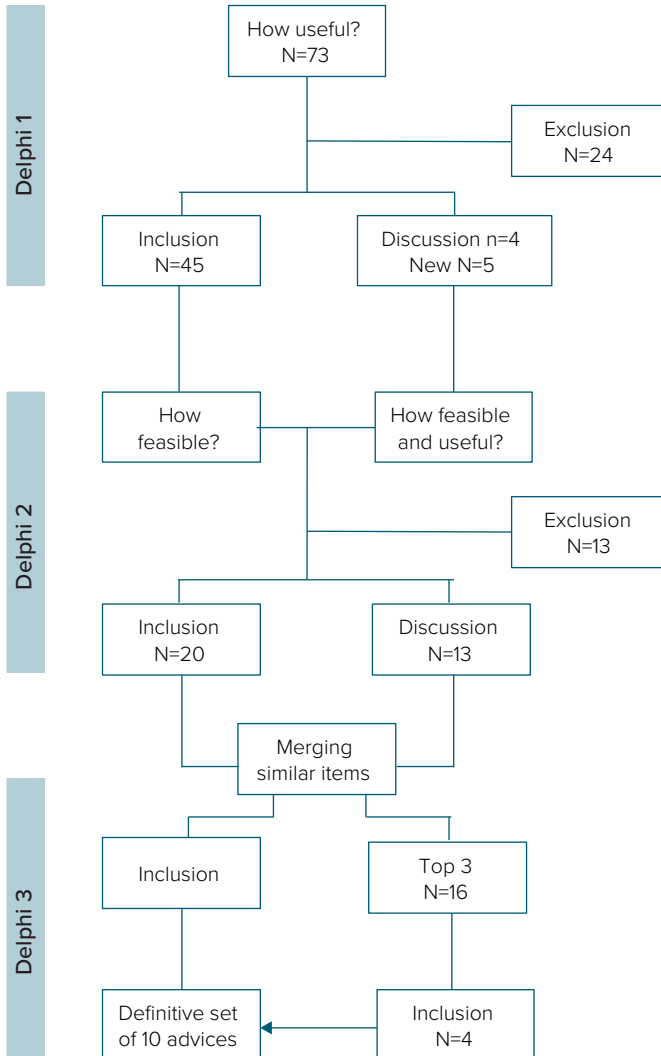 Delphi 1
How useful?
N=73
Exclusion
N=24
Inclusion
N=45
Discussion n=4
New N=5
Delphi 2
How
feasible?
How feasible
and useful?
Exclusion
N=13
Inclusion
N=20
Discussion
N=13
Merging
similar items
Delphi 3
Inclusion
Top 3
N=16
Definitive set
of 10 advices
Inclusion
N=4